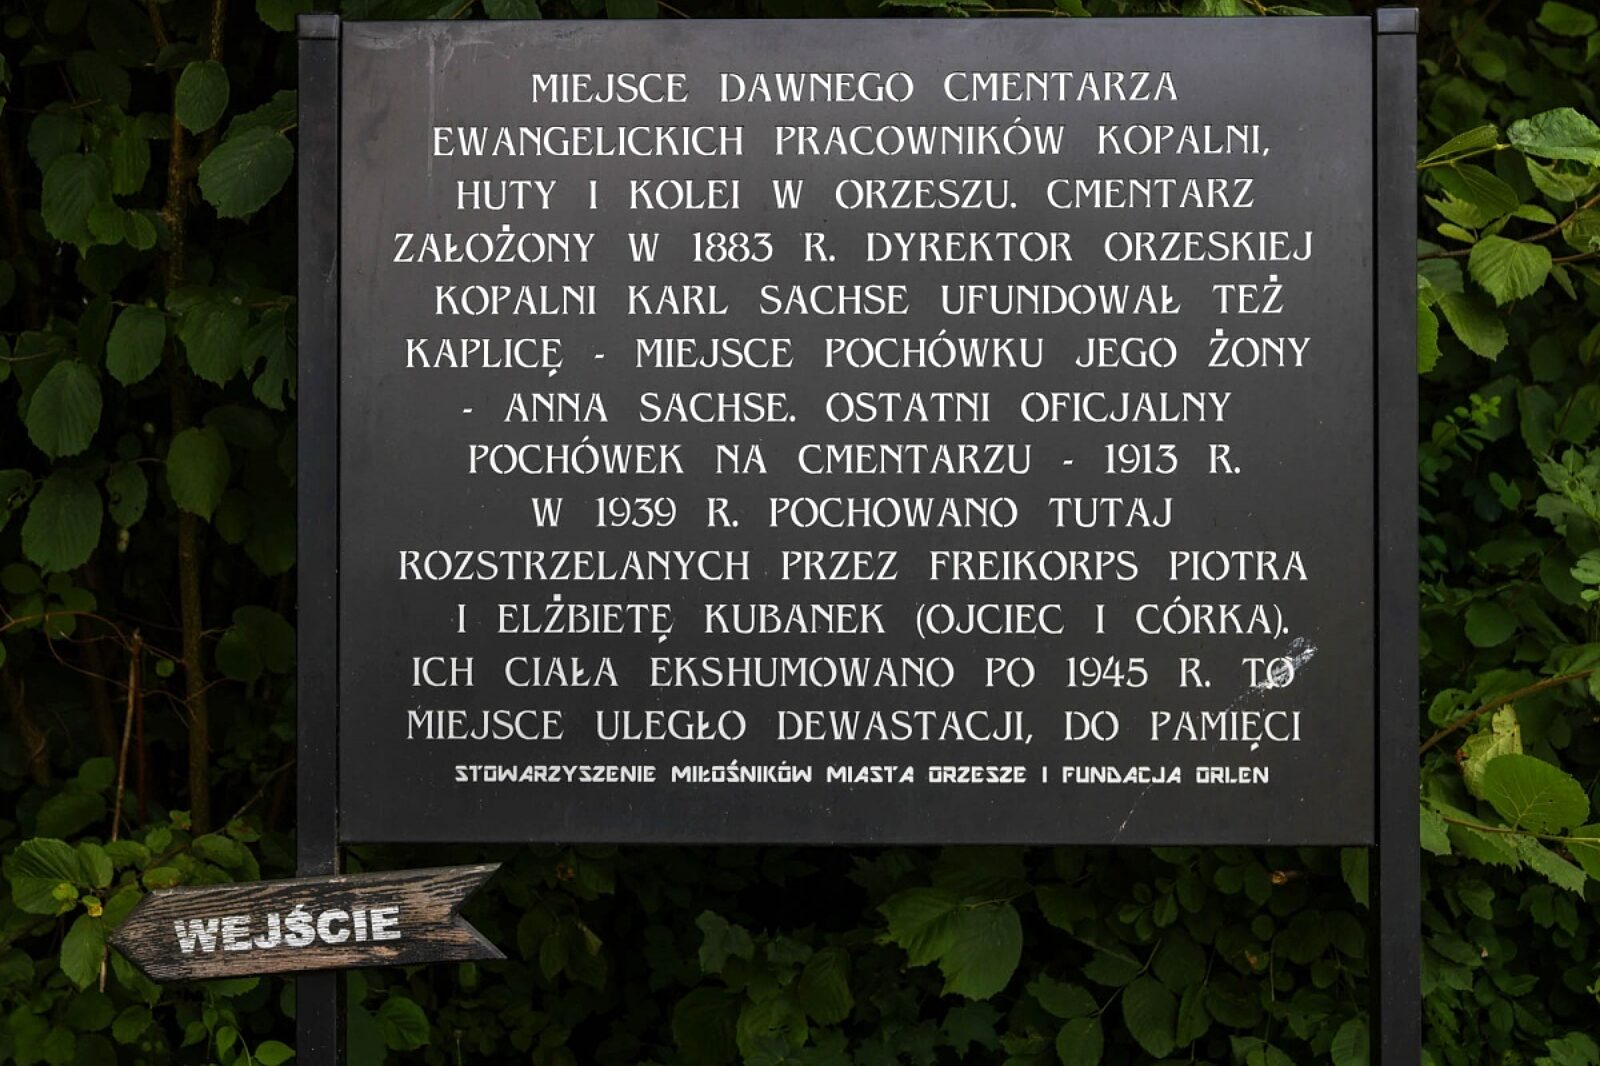 MIEJSCE DAWNEGO CMENTARZA
EWANGELICKICH PRACOWNIKÓW KOPALNI,
HUTY I KOLEI W ORZESZU. CMENTARZ
ZAŁOŻONY W 1883 R. DYREKTOR ORZESKIEJ
KOPALNI KARL SACHSE UFUNDOWAŁ TEŻ
KAPLICĘ - MIEJSCE POCHÓWKU JEGO ŻONY
- ANNA SACHSE. OSTATNI OFICJALNY
POCHÓWEK NA CMENTARZU - 1913 R.
W 1939 R. POCHOWANO TUTAJ
ROZSTRZELANYCH PRZEZ FREIKORPS PIOTRA
I ELŻBIETĘ KUBANEK (OJCIEC I CÓRKA).
ICH CIAŁA EKSHUMOWANO PO 1945 R. TO
MIEJSCE ULEGŁO DEWASTACJI, DO PAMIĘCI
STOWARZYSZENIE MIŁOŚNIKÓW MIASTA ORZESZE I FUNDACJA ORLEN
WEJŚCIE